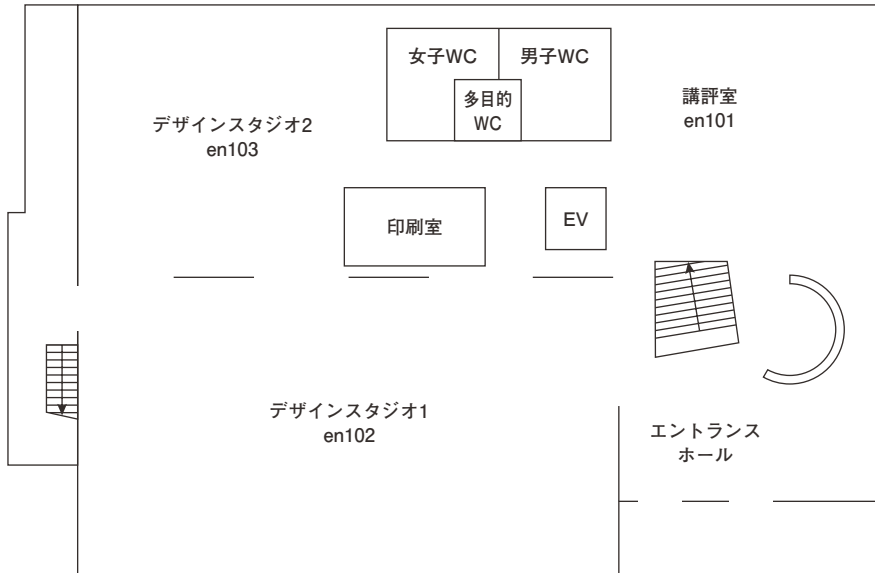 女子WC
男子WC
多目的
WC
講評室
en101
デザインスタジオ2
en103
印刷室
EV
デザインスタジオ1
en102
エントランス
ホール